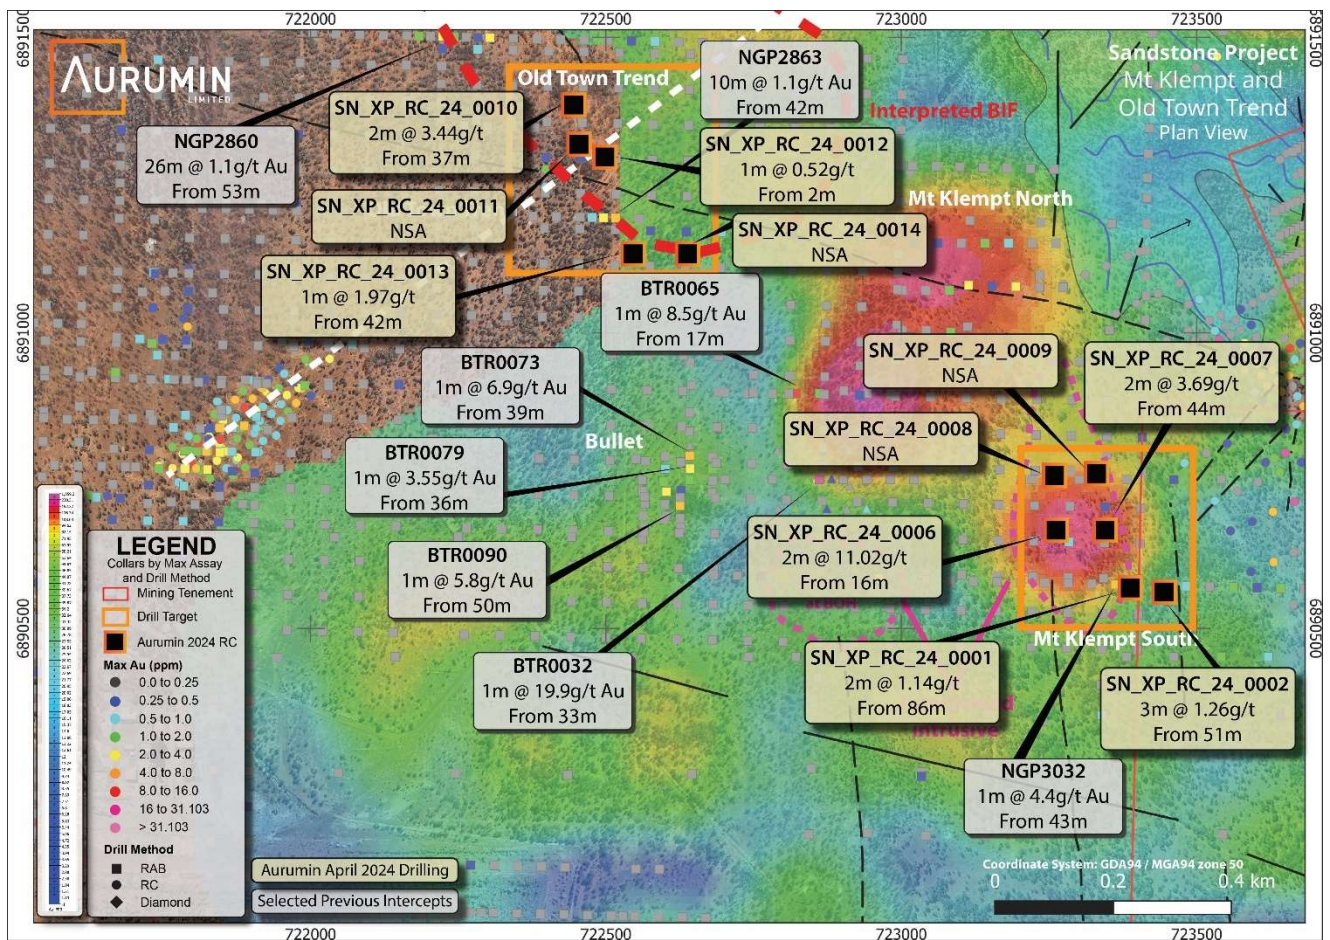 722000
722500
723000
723500
6891500
6891500
AURUMIN
LIMITED
Old Town Trend
NGP2863
10m @ 1.1g/t Au
From 42m
Sandstone Project
Mt Klempt and
Old Town Trend
Plan View
SN_XP_RC_24_0010
2m @ 3.44g/t
From 37m
Interpreted BIF
NGP2860
26m @ 1.1g/t Au
From 53m
SN_XP_RC_24_0012
1m @ 0.52g/t
From 2m
SN_XP_RC_24_0011
NSA
Mt Klempt North
SN_XP_RC_24_0014
NSA
SN_XP_RC_24_0013
1m @ 1.97g/t
From 42m
BTR0065
1m @ 8.5g/t Au
From 17m
6891000
6891000
BTR0073
1m @ 6.9g/t Au
From 39m
SN_XP_RC_24_0009
NSA
SN_XP_RC_24_0007
2m @ 3.69g/t
From 44m
Bullet
SN_XP_RC_24_0008
NSA
BTR0079
1m @ 3.55g/t Au
From 36m
SN_XP_RC_24_0006
2m @ 11.02g/t
From 16m
BTR0090
1m @ 5.8g/t Au
From 50m
6890500
6890500
Mt Klempt South
BTR0032
1m @ 19.9g/t Au
From 33m
SN_XP_RC_24_0001
2m @ 1.14g/t
From 86m
SN_XP_RC_24_0002
3m @ 1.26g/t
From 51m
intrusive
NGP3032
1m @ 4.4g/t Au
From 43m
LEGEND
Collars by Max Assay
and Drill Method
Mining Tenement
Drill Target
Aurumin 2024 RC
Max Au (ppm)
0.0 to 0.25
0.25 to 0.5
0.5 to 1.0
1.0 to 2.0
2.0 to 4.0
4.0 to 8.0
8.0 to 16.0
16 to 31.103
> 31.103
Drill Method
RAB
RC
Diamond
Aurumin April 2024 Drilling
Selected Previous Intercepts
Coordinate System: GDA94 / MGA94 zone 50
0
0.2
0.4 km
722000
722500
723000
723500